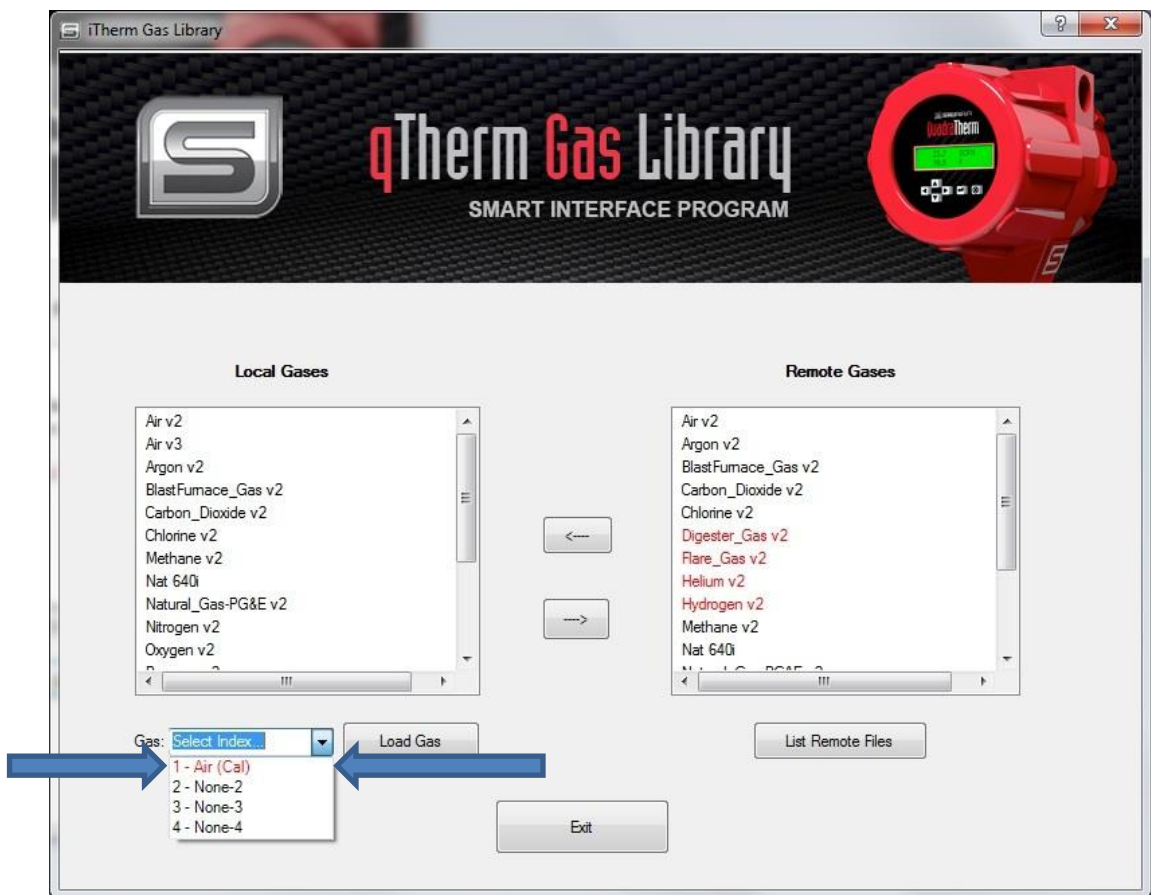 iTherm Gas Library
qTherm Gas Library
SMART INTERFACE PROGRAM
QuadraTherm
Local Gases
Air v2
Air v3
Argon v2
BlastFurnace_Gas v2
Carbon_Dioxide v2
Chlorine v2
Methane v2
Nat 640i
Natural_Gas-PG&E v2
Nitrogen v2
Oxygen v2
<----
---->
Remote Gases
Air v2
Argon v2
BlastFurnace_Gas v2
Carbon_Dioxide v2
Chlorine v2
Digester_Gas v2
Flare_Gas v2
Helium v2
Hydrogen v2
Methane v2
Nat 640i
Gas: Select Index... Load Gas
1 - Air (Cal)
2 - None-2
3 - None-3
4 - None-4
List Remote Files
Exit